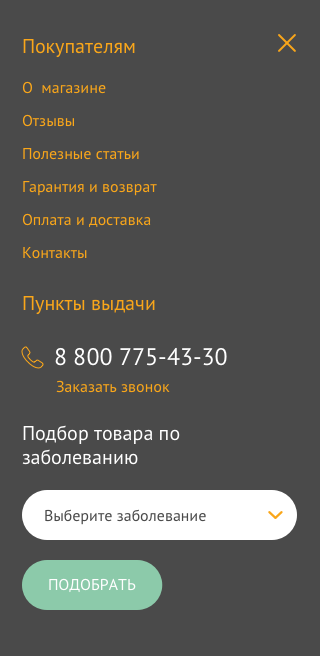 Покупателям
О магазине
Отзывы
Полезные статьи
Гарантия и возврат
Оплата и доставка
Контакты
Пункты выдачи
8 800 775-43-30
Заказать звонок
Подбор товара по
заболеванию
Выберите заболевание
ПОДОБРАТЬ